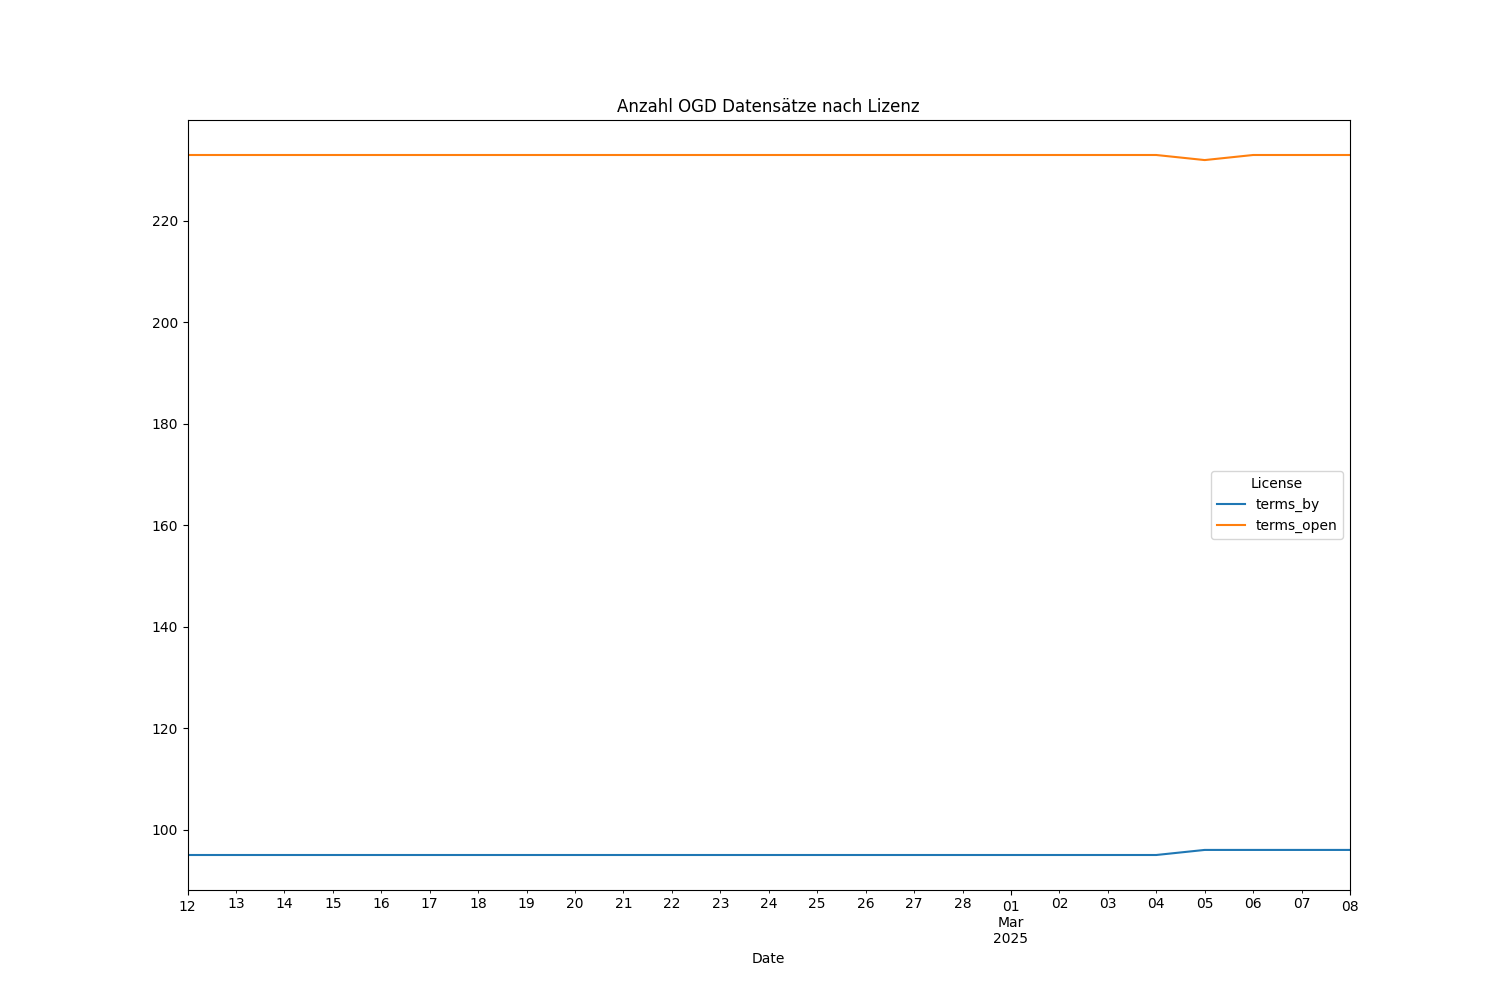 Anzahl OGD Datensätze nach Lizenz
220
200
180
160
140
120
100
License
terms_by
terms_open
12 13 14 15 16 17 18 19 20 21 22 23 24 25 26 27 28 01 02 03 04 05 06 07 08
Mar
2025
Date